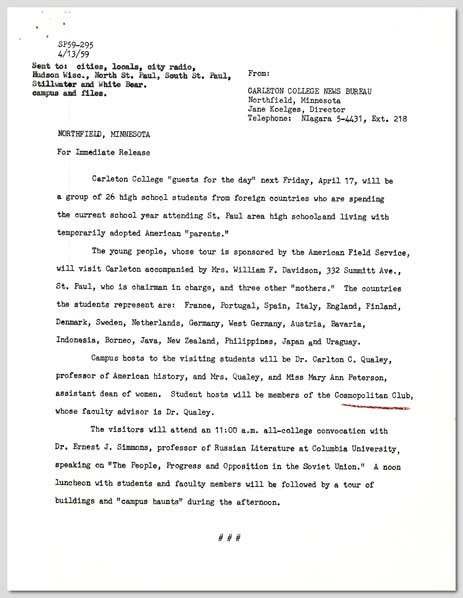 SP59-295
4/13/59
Sent to: cities, locals, city radio,
Hudson Wisc., North St. Paul, South St. Paul,
Stillwater and White Bear.
campus and files.
From:
CARLETON COLLEGE NEWS BUREAU
Northfield, Minnesota
Jane Koelges, Director
Telephone: NIagara 5-4431, Ext. 218
NORTHFIELD, MINNESOTA
For Immediate Release
Carleton College "guests for the day" next Friday, April 17, will be
a group of 26 high school students from foreign countries who are spending
the current school year attending St. Paul area high schools and living with
temporarily adopted American "parents."
The young people, whose tour is sponsored by the American Field Service,
will visit Carleton accompanied by Mrs. William F. Davidson, 332 Summitt Ave.,
St. Paul, who is chairman in charge, and three other "mothers." The countries
the students represent are: France, Portugal, Spain, Italy, England, Finland,
Denmark, Sweden, Netherlands, Germany, West Germany, Austria, Bavaria,
Indonesia, Borneo, Java, New Zealand, Philippines, Japan and Uraguay.
Campus hosts to the visiting students will be Dr. Carlton C. Qualey,
professor of American history, and Mrs. Qualey, and Miss Mary Ann Peterson,
assistant dean of women. Student hosts will be members of the Cosmopolitan Club,
whose faculty advisor is Dr. Qualey.
The visitors will attend an 11:00 a.m. all-college convocation with
Dr. Ernest J. Simmons, professor of Russian Literature at Columbia University,
speaking on "The People, Progress and Opposition in the Soviet Union." A noon
luncheon with students and faculty members will be followed by a tour of
buildings and "campus haunts" during the afternoon.
# # #